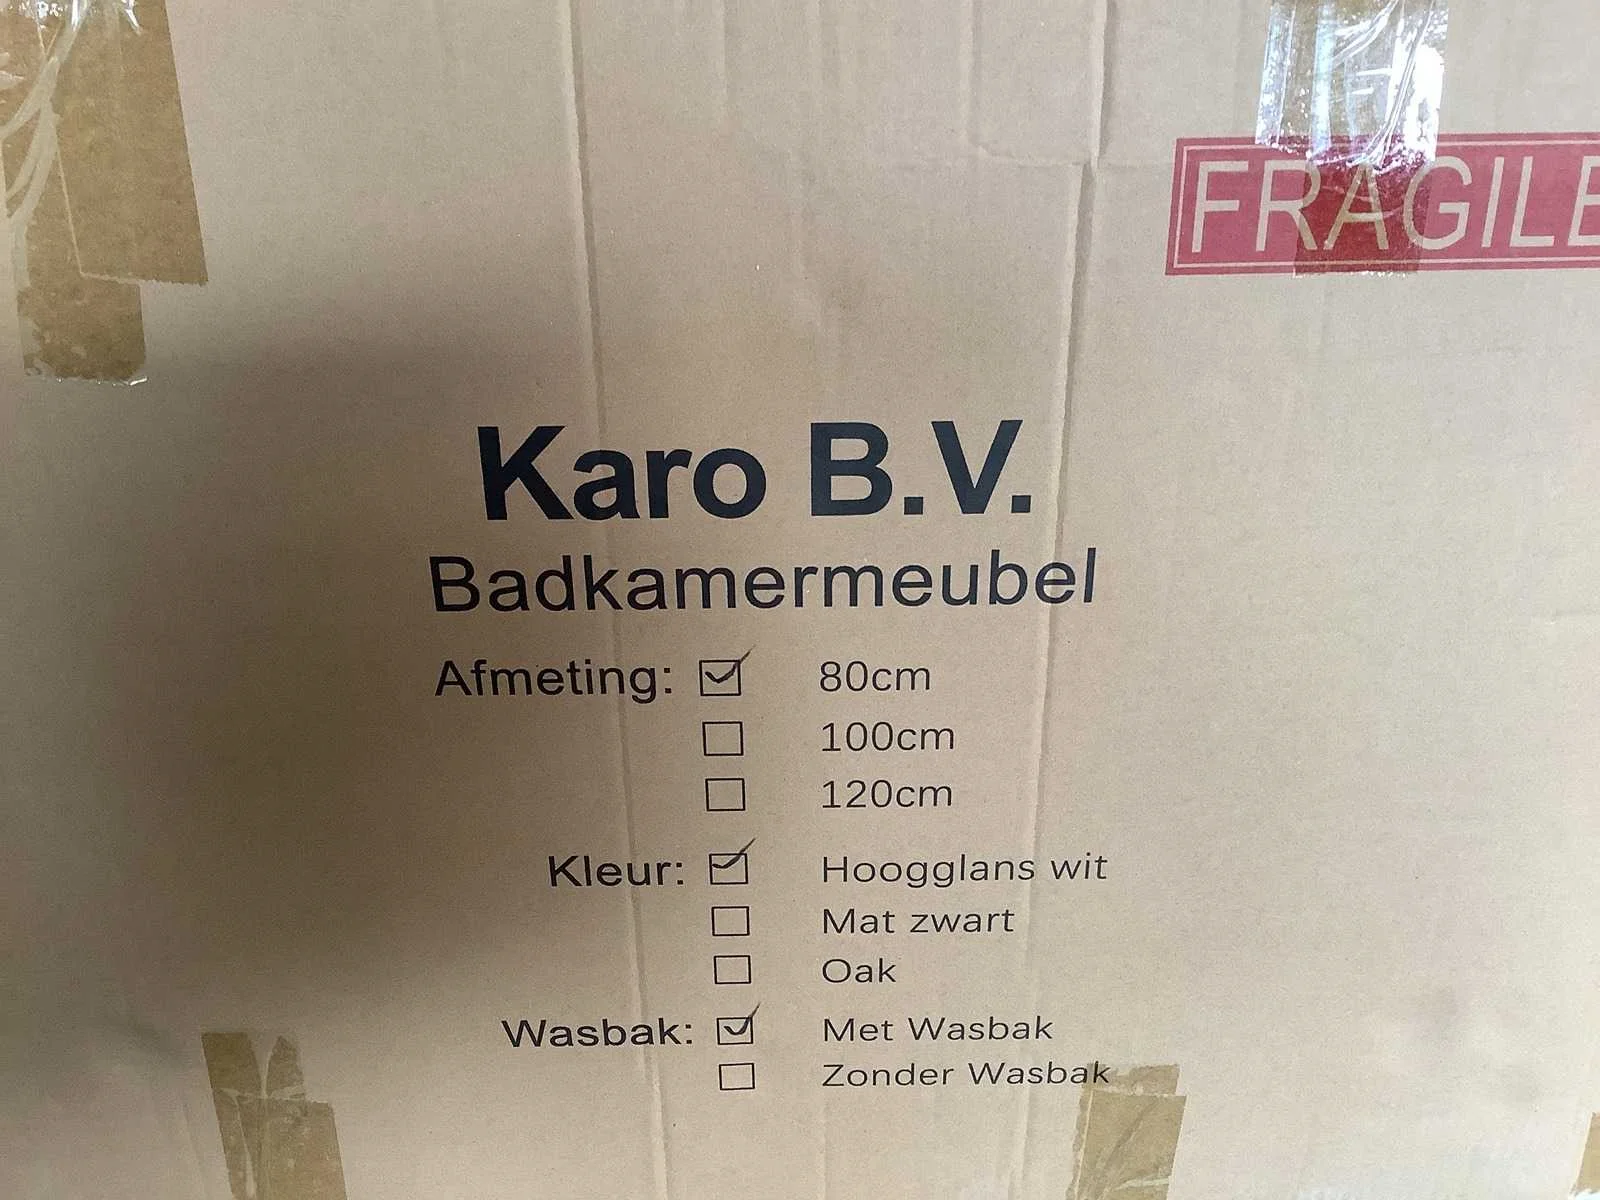 FRAGILE
Karo B.V.
Badkamermeubel
Afmeting: 80cm
100cm
120cm
Kleur: Hoogglans wit
Mat zwart
Oak
Wasbak: Met Wasbak
Zonder Wasbak